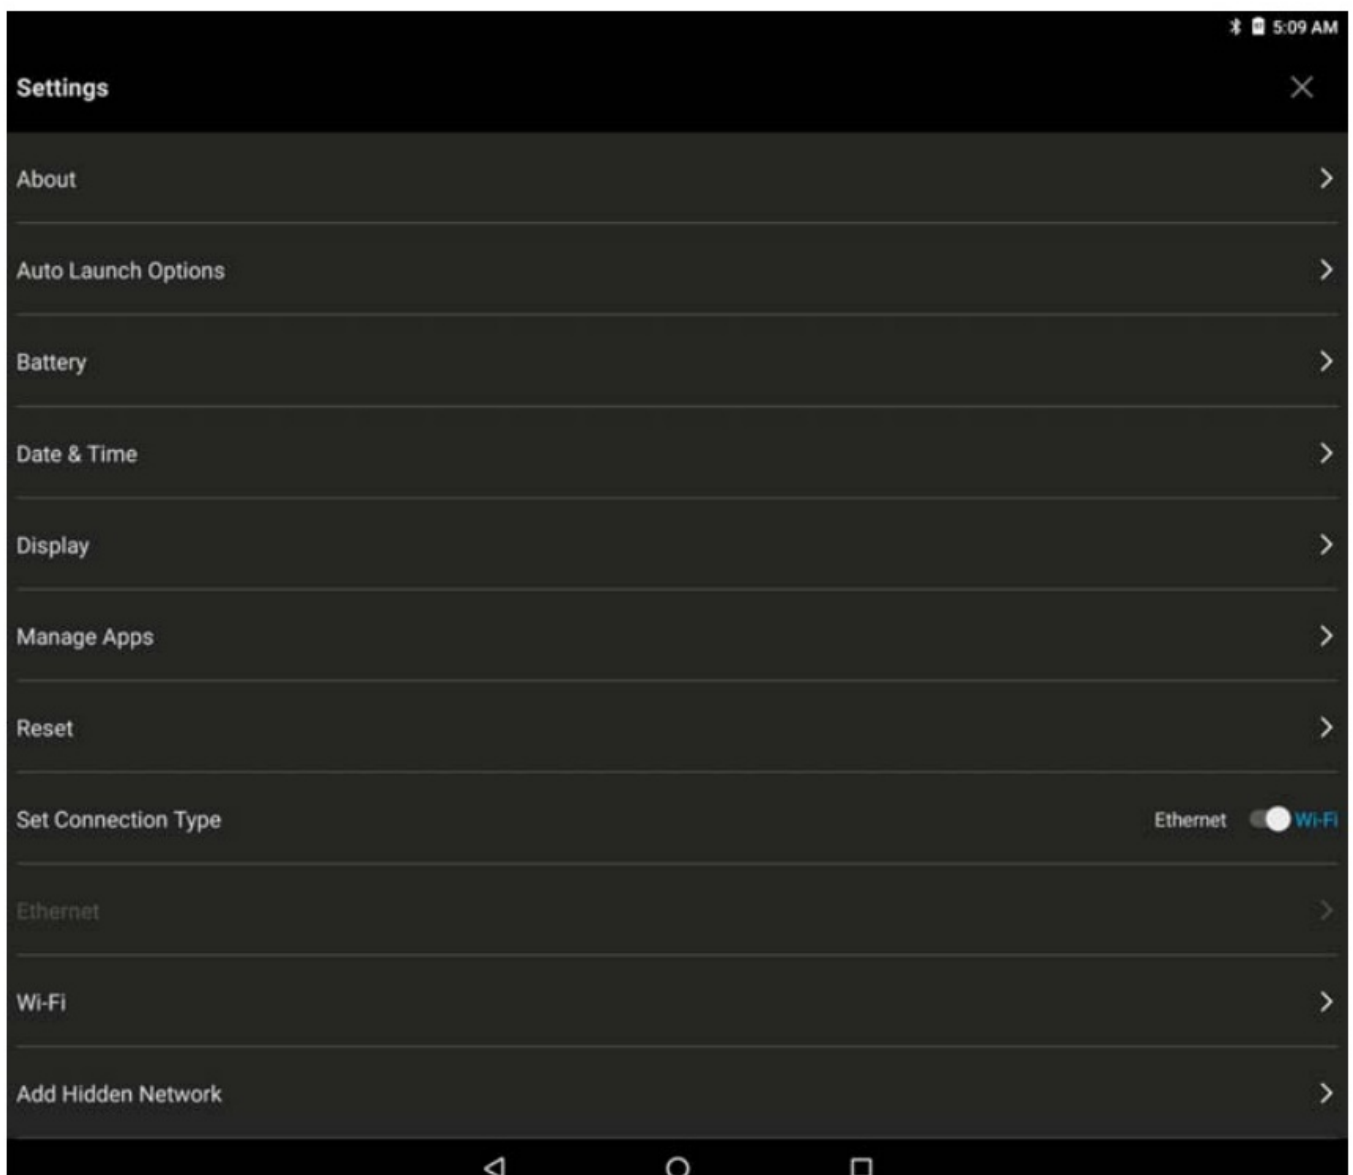 5:09 AM
Settings
About
Auto Launch Options
Battery
Date & Time
Display
Manage Apps
Reset
Set Connection Type Ethernet Wi-Fi
Ethernet
Wi-Fi
Add Hidden Network